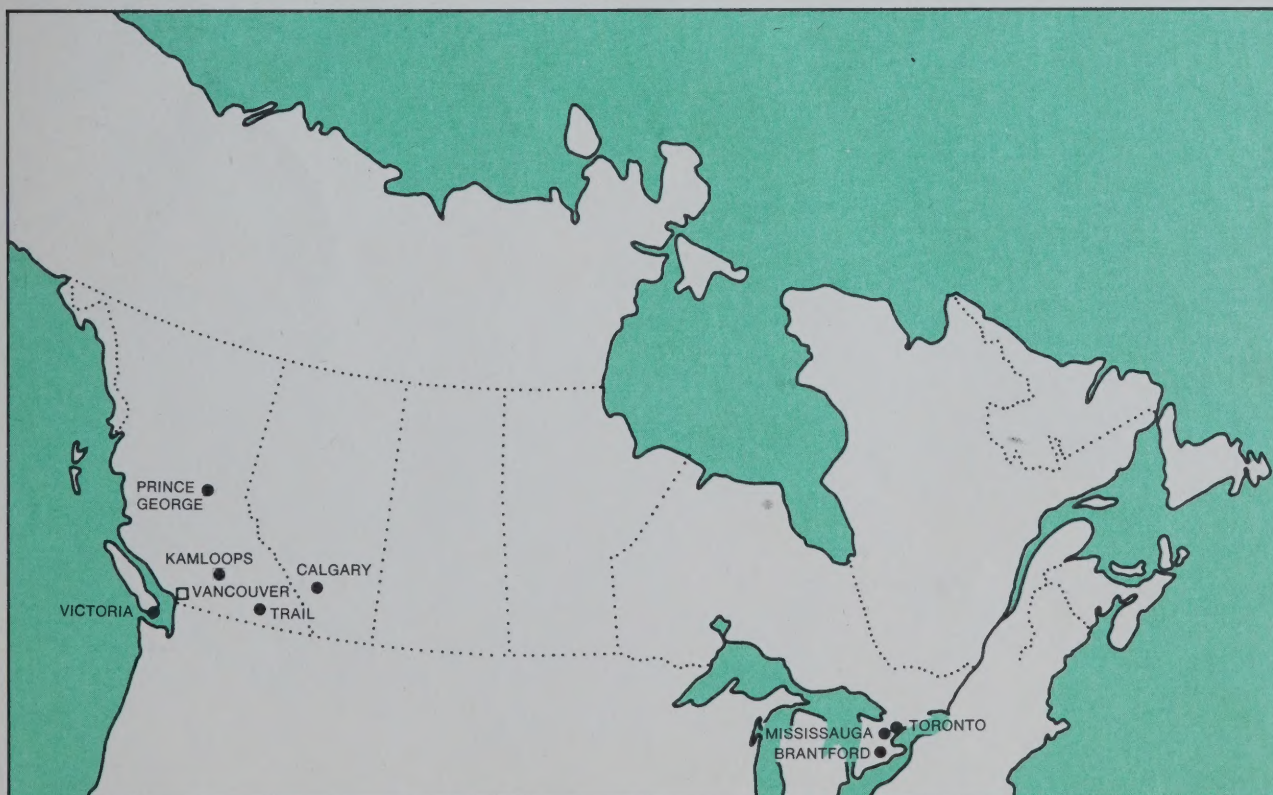 PRINCE
GEORGE
KAMLOOPS
CALGARY
VANCOUVER
VICTORIA
TRAIL
TORONTO
MISSISSAUGA
BRANTFORD